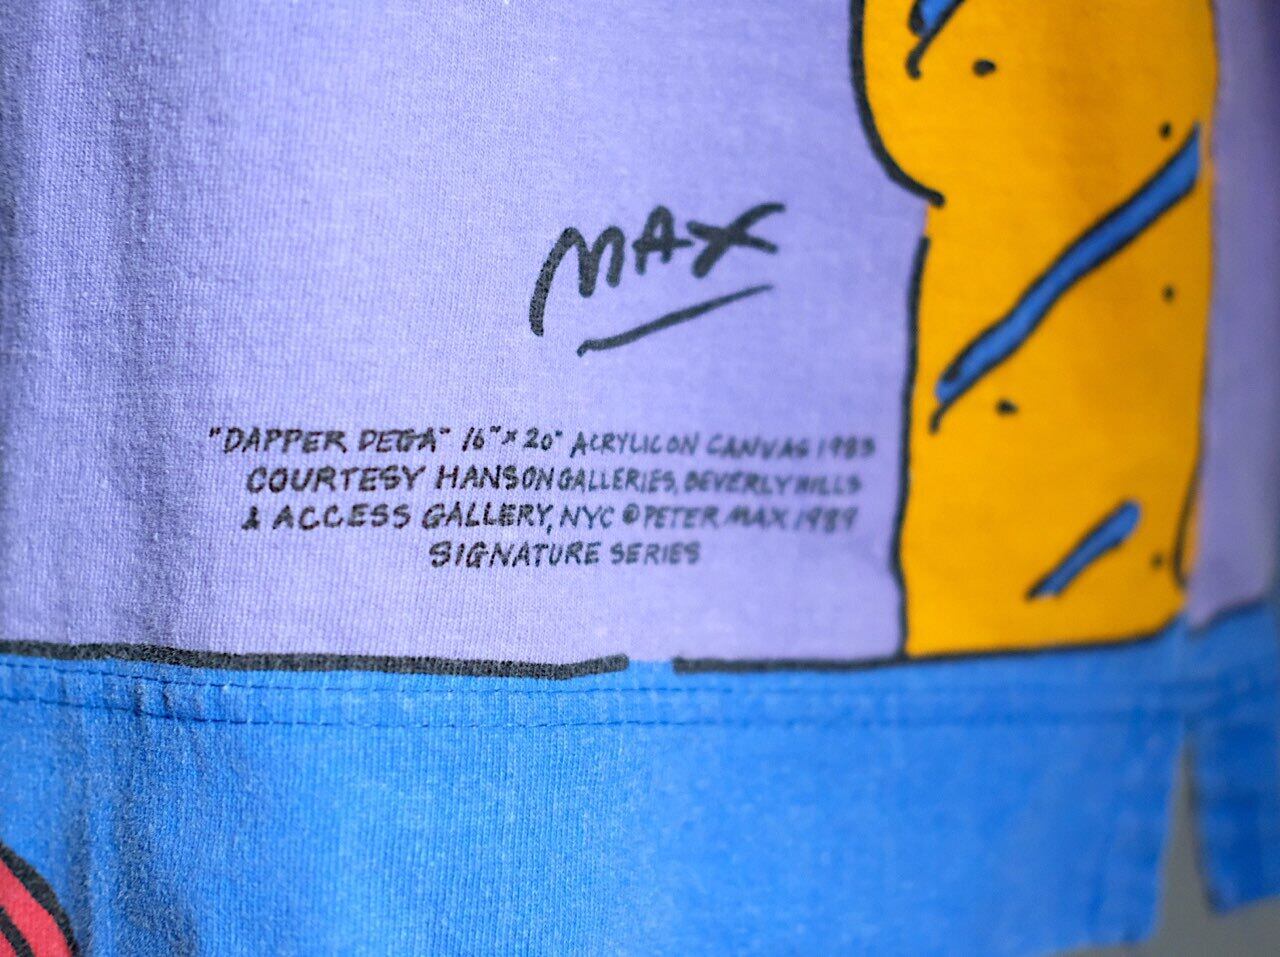 MAX
"DAPPER DEGA" 16" x 20" ACRYLIC ON CANVAS 1983
COURTESY HANSON GALLERIES, BEVERLY HILLS
& ACCESS GALLERY, NYC © PETER MAX 1989
SIGNATURE SERIES